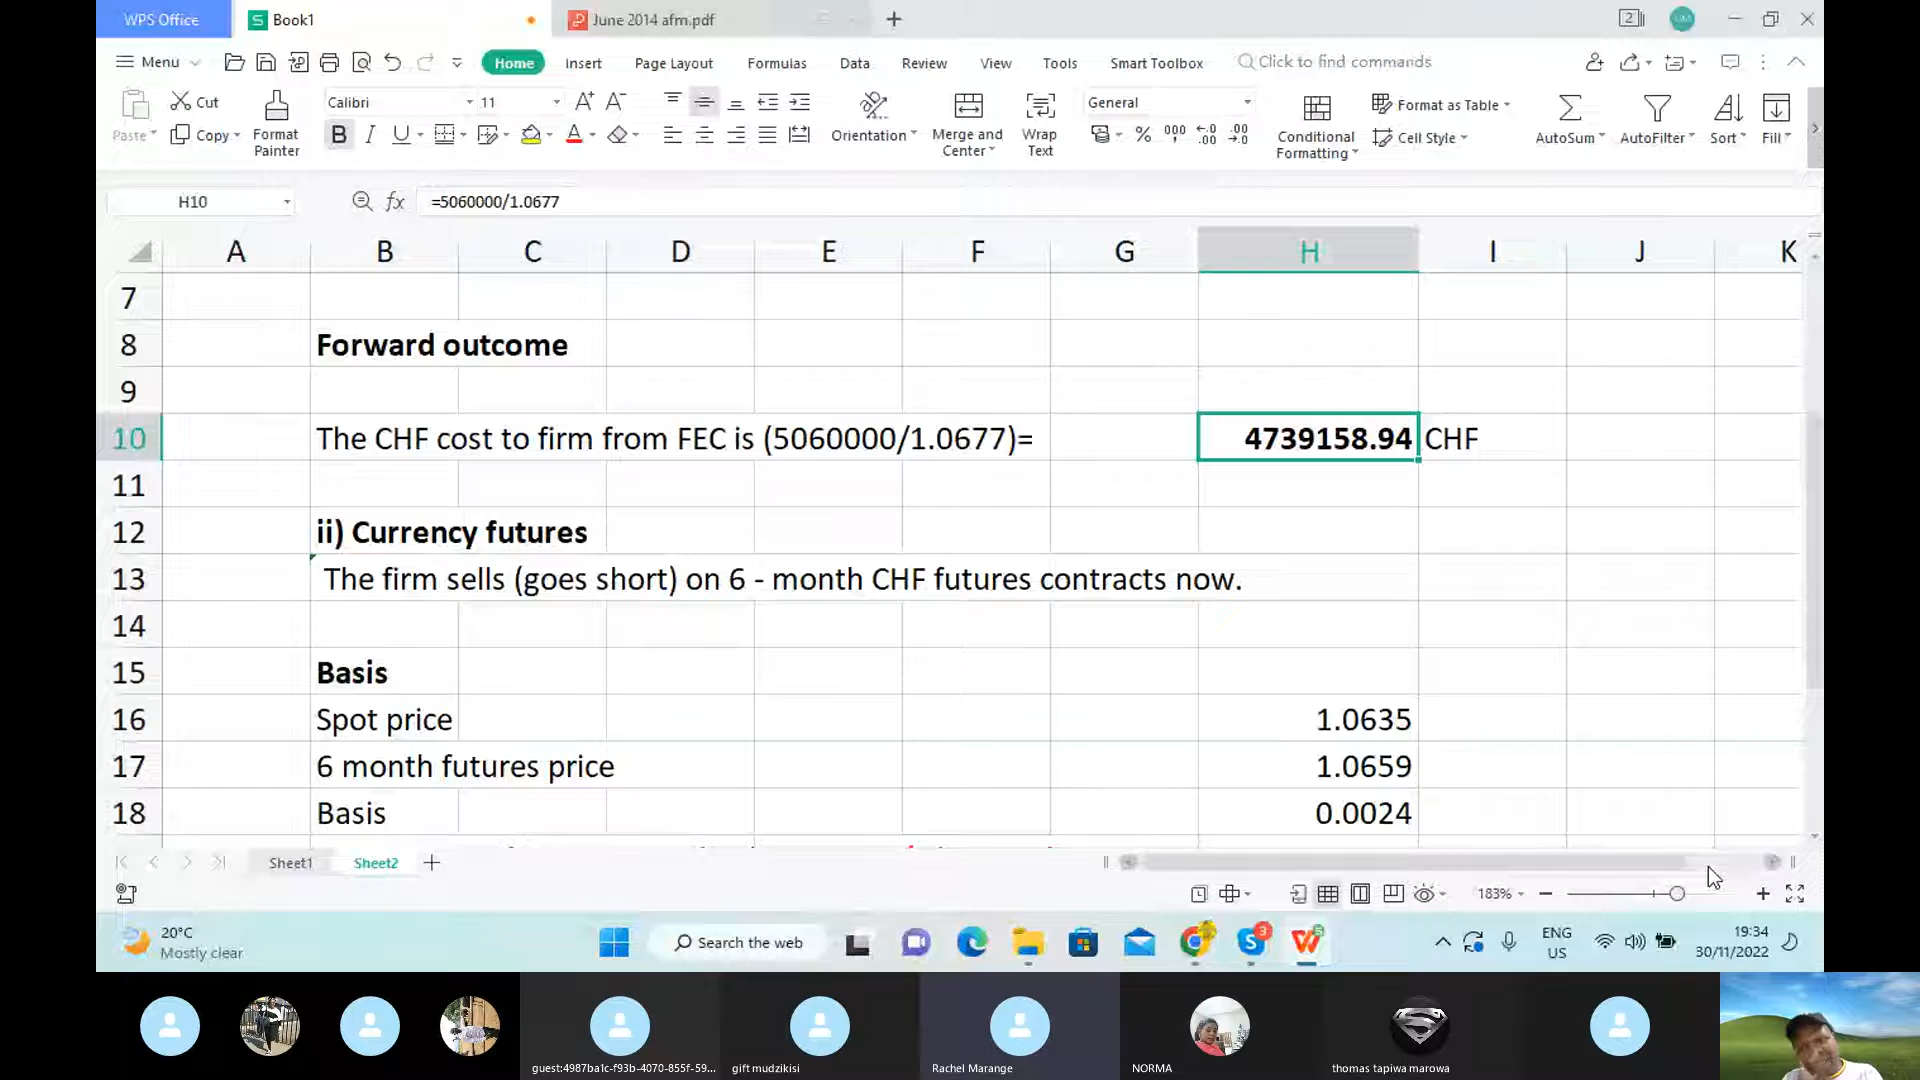 WPS Office
Book1
June 2014 afm.pdf
Menu
Home
Insert
Page Layout
Formulas
Data
Review
View
Tools
Smart Toolbox
Click to find commands
Paste
Cut
Copy
Format Painter
Calibri
11
Orientation
Merge and Center
Wrap Text
General
Conditional Formatting
Format as Table
Cell Style
AutoSum
AutoFilter
Sort
Fill
H10
=5060000/1.0677
A B C D E F G H I J K
7
8 Forward outcome
9
10 The CHF cost to firm from FEC is (5060000/1.0677)= 4739158.94 CHF
11
12 ii) Currency futures
13 The firm sells (goes short) on 6 - month CHF futures contracts now.
14
15 Basis
16 Spot price 1.0635
17 6 month futures price 1.0659
18 Basis 0.0024
Sheet1
Sheet2
183%
20°C
Mostly clear
Search the web
3
ENG
US
19:34
30/11/2022
guest:4987ba1c-f93b-4070-855f-59...
gift mudzikisi
Rachel Marange
NORMA
thomas tapiwa marowa